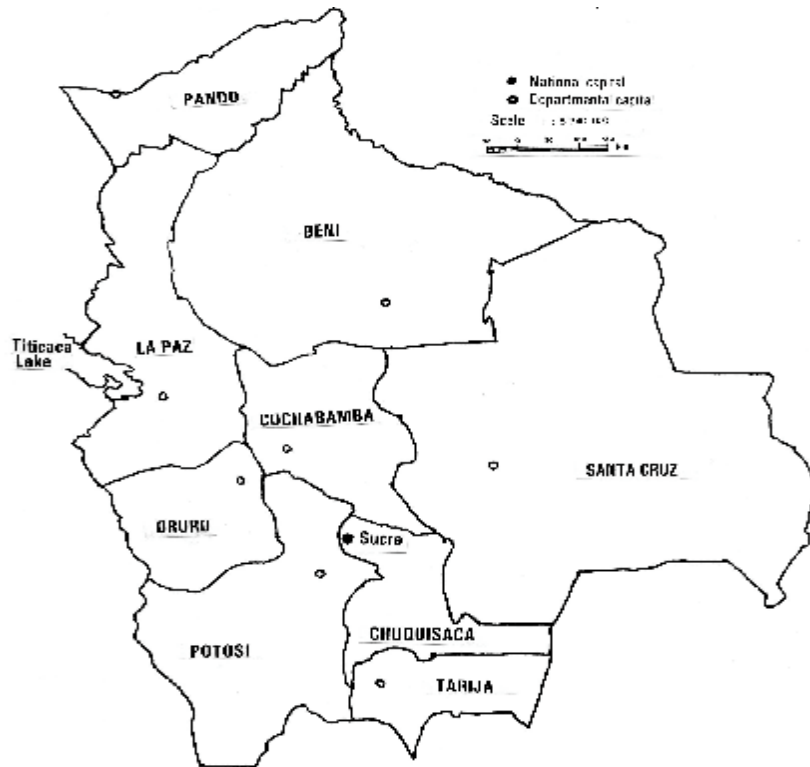 National capital
Departmental capital
PANDO
Scale
BENI
Titicaca
Lake
LA PAZ
COCHABAMBA
SANTA CRUZ
ORURO
Sucre
CHUQUISACA
POTOSI
TARIJA